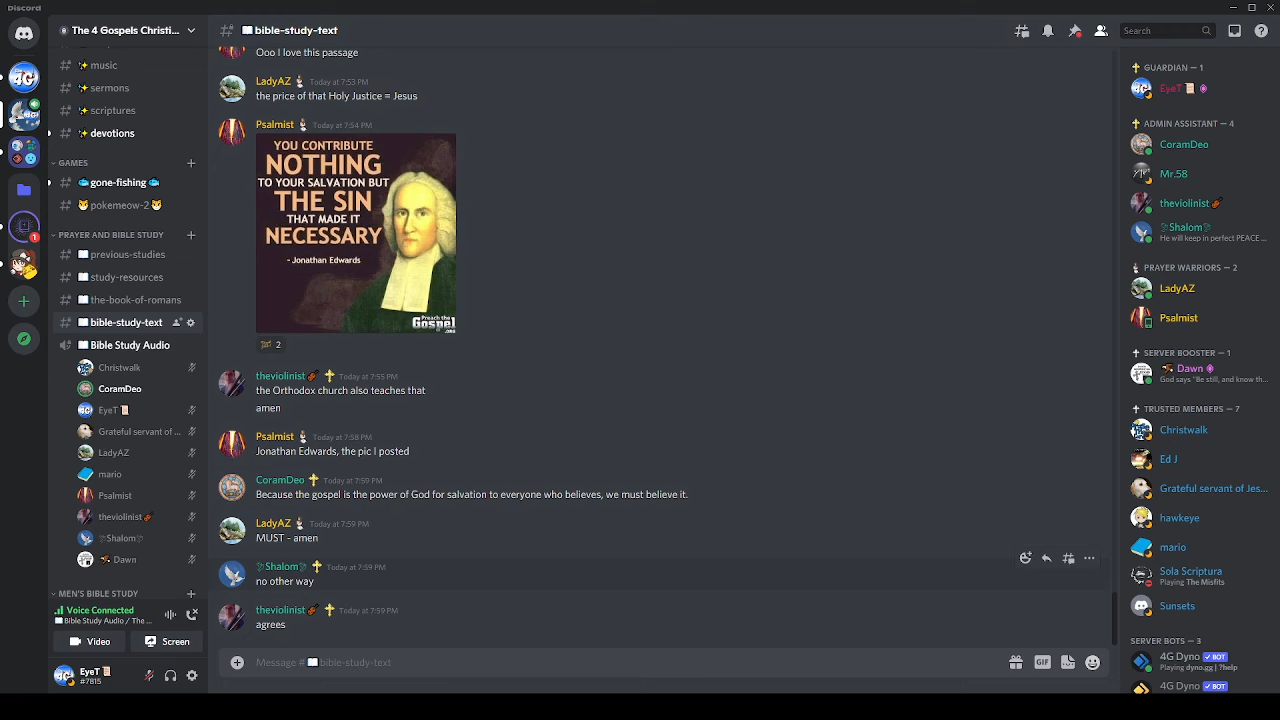 Discord
The 4 Gospels Christi...
music
sermons
scriptures
devotions
GAMES
gone-fishing
pokemeow-2
PRAYER AND BIBLE STUDY
previous-studies
study-resources
the-book-of-romans
bible-study-text
Bible Study Audio
Christwalk
CoramDeo
EyeT
Grateful servant of ...
LadyAZ
mario
Psalmist
theviolinist
Shalom
Dawn
MEN'S BIBLE STUDY
Voice Connected
Bible Study Audio / The ...
Video
Screen
EyeT
#7815
bible-study-text
Search
Ooo I love this passage
LadyAZ Today at 7:53 PM
the price of that Holy Justice = Jesus
Psalmist Today at 7:54 PM
YOU CONTRIBUTE
NOTHING
TO YOUR SALVATION BUT
THE SIN
THAT MADE IT
NECESSARY
- Jonathan Edwards
Preach the
Gospel
.ORG
2
theviolinist Today at 7:55 PM
the Orthodox church also teaches that
amen
Psalmist Today at 7:58 PM
Jonathan Edwards, the pic I posted
CoramDeo Today at 7:59 PM
Because the gospel is the power of God for salvation to everyone who believes, we must believe it.
LadyAZ Today at 7:59 PM
MUST - amen
Shalom Today at 7:59 PM
no other way
theviolinist Today at 7:59 PM
agrees
Message # bible-study-text
GIF
GUARDIAN — 1
EyeT
ADMIN ASSISTANT — 4
CoramDeo
Mr.58
theviolinist
Shalom
He will keep in perfect PEACE ...
PRAYER WARRIORS — 2
LadyAZ
Psalmist
SERVER BOOSTER — 1
Dawn
God says "Be still, and know th...
TRUSTED MEMBERS — 7
Christwalk
Ed J
Grateful servant of Jes...
hawkeye
mario
Sola Scriptura
Playing The Misfits
Sunsets
SERVER BOTS — 3
4G Dyno ✓ BOT
Playing dyno.gg | ?help
4G Dyno ✓ BOT